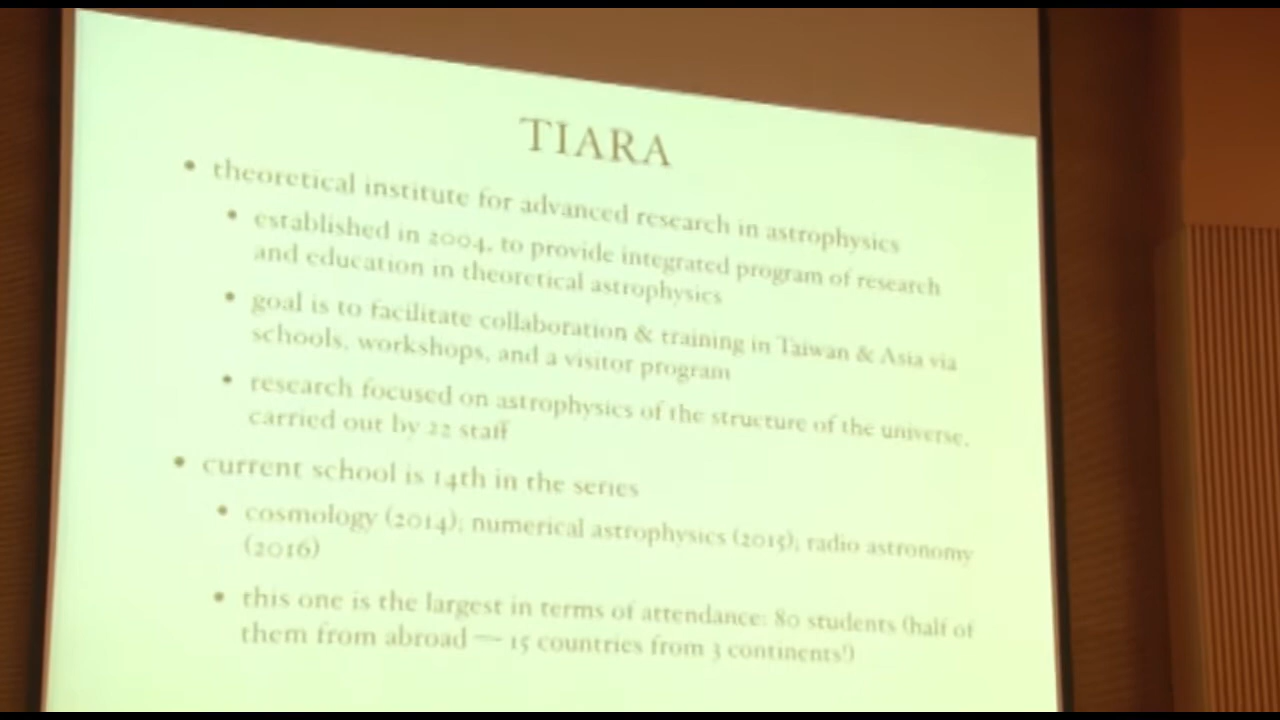 TIARA
• theoretical institute for advanced research in astrophysics
• established in 2004, to provide integrated program of research
and education in theoretical astrophysics
• goal is to facilitate collaboration & training in Taiwan & Asia via
schools, workshops, and a visitor program
• research focused on astrophysics of the structure of the universe,
carried out by 22 staff
• current school is 14th in the series
• cosmology (2014); numerical astrophysics (2015); radio astronomy
(2016)
• this one is the largest in terms of attendance: 80 students (half of
them from abroad — 15 countries from 3 continents!)